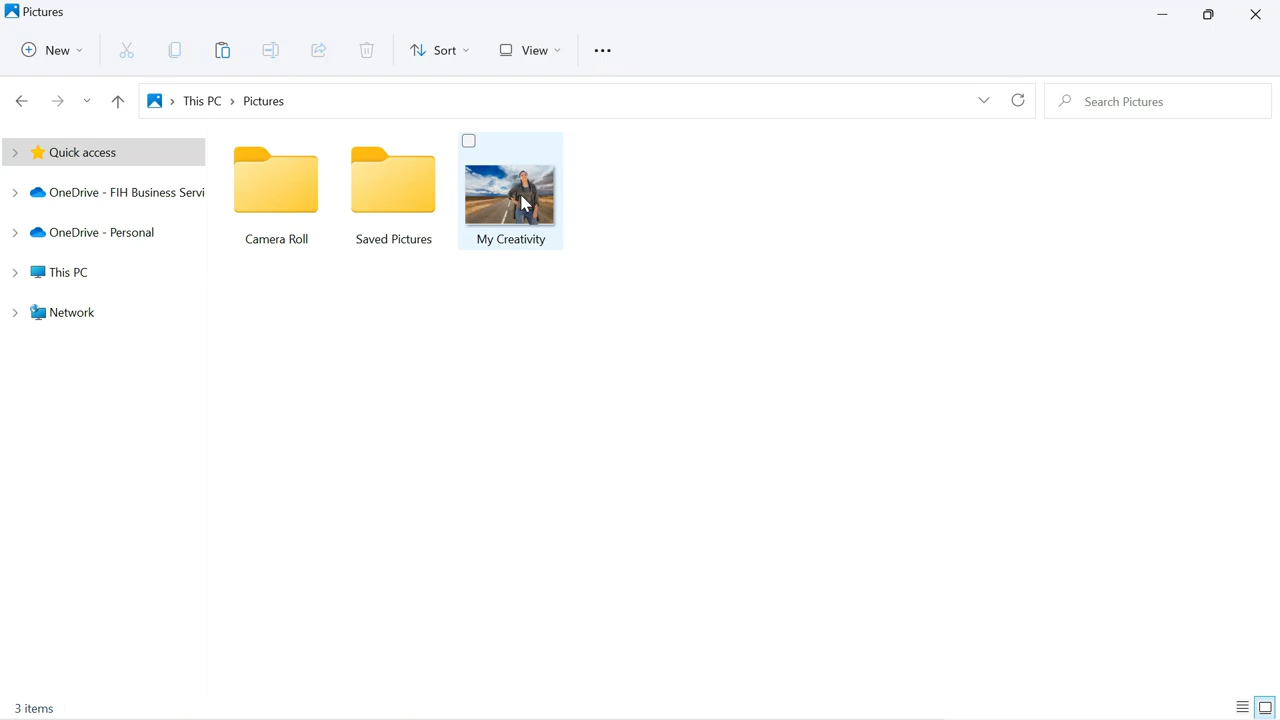 Pictures
New
Sort
View
This PC > Pictures
Search Pictures
Quick access
OneDrive - FIH Business Servi
OneDrive - Personal
This PC
Network
Camera Roll
Saved Pictures
My Creativity
3 items